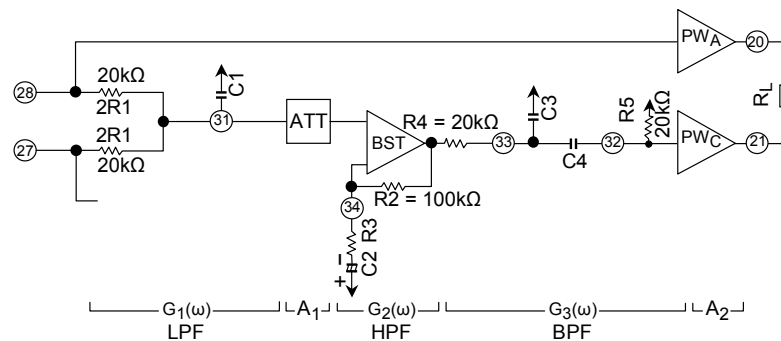 PWA
20
28
20kΩ
2R1
C1
31
ATT
2R1
27
20kΩ
BST
R4 = 20kΩ
33
C3
C4
32
R5
20kΩ
PWC
21
RL
R2 = 100kΩ
34
R3
C2
+ –
G1(ω)
A1
G2(ω)
G3(ω)
A2
LPF
HPF
BPF